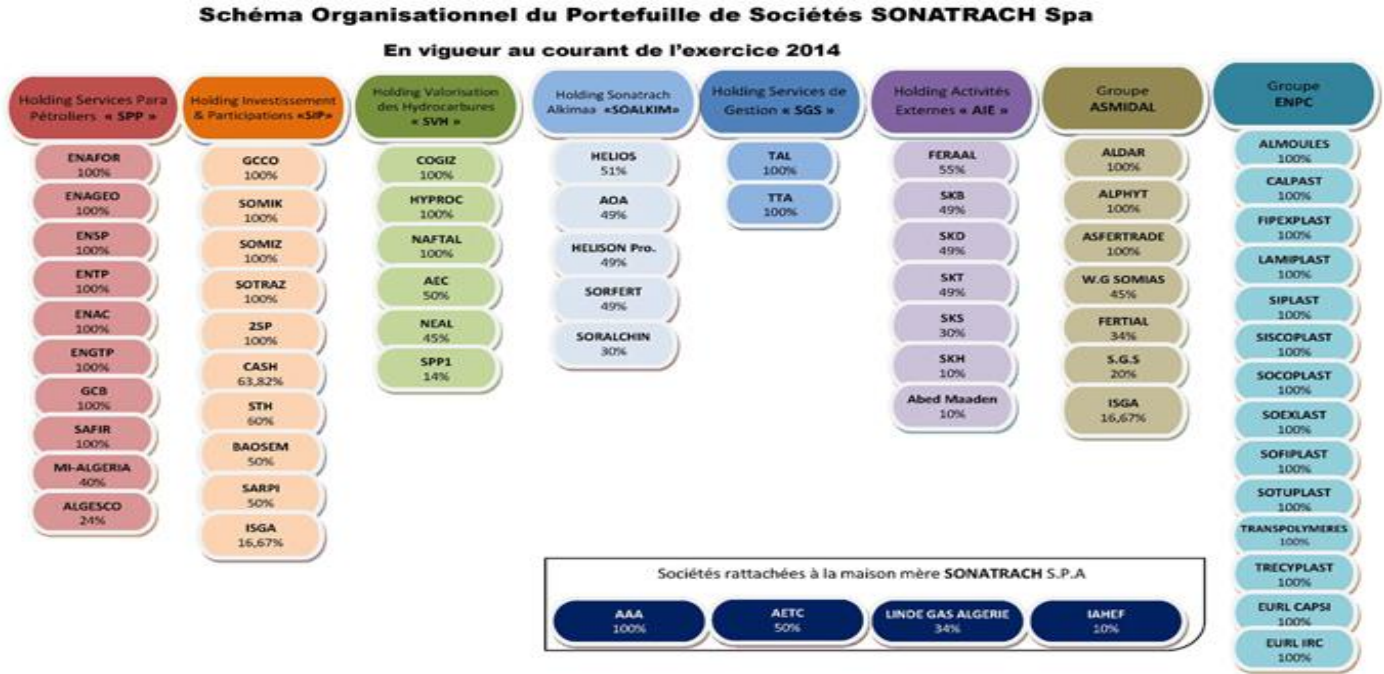 Schéma Organisationnel du Portefuille de Sociétés SONATRACH Spa
En vigueur au courant de l'exercice 2014
Holding Services Para
Pétroliers « SPP »
ENAFOR
100%
ENAGEO
100%
ENSP
100%
ENTP
100%
ENAC
100%
ENGTP
100%
GCB
100%
SAFIR
100%
MI-ALGERIA
40%
ALGESCO
24%
Holding Investissement
& Participations «SIP»
GCCO
100%
SOMIK
100%
SOMIZ
100%
SOTRAZ
100%
2SP
100%
CASH
63,82%
STH
60%
BAOSEM
50%
SARPI
50%
ISGA
16,67%
Holding Valorisation
des Hydrocarbures
« SVH »
COGIZ
100%
HYPROC
100%
NAFTAL
100%
AEC
50%
NEAL
45%
SPP1
14%
Holding Sonatrach
Alkimaa «SOALKIM»
HELIOS
51%
AOA
49%
HELISON Pro.
49%
SORFERT
49%
SORALCHIN
30%
Holding Services de
Gestion « SGS »
TAL
100%
TTA
100%
Holding Activités
Externes « AIE »
FERAAL
55%
SKB
49%
SKD
49%
SKT
49%
SKS
30%
SKH
10%
Abed Maaden
10%
Groupe
ASMIDAL
ALDAR
100%
ALPHYT
100%
ASFERTRADE
100%
W.G SOMIAS
45%
FERTIAL
34%
S.G.S
20%
ISGA
16,67%
Groupe
ENPC
ALMOULES
100%
CALPAST
100%
FIPEXPLAST
100%
LAMIPLAST
100%
SIPLAST
100%
SISCOPLAST
100%
SOCOPLAST
100%
SOEXLAST
100%
SOFIPLAST
100%
SOTUPLAST
100%
TRANSPOLYMERES
100%
TRECYPLAST
100%
EURL CAPSI
100%
EURL IRC
100%
Sociétés rattachées à la maison mère SONATRACH S.P.A
AAA
100%
AETC
50%
LINDE GAS ALGERIE
34%
IAHEF
10%